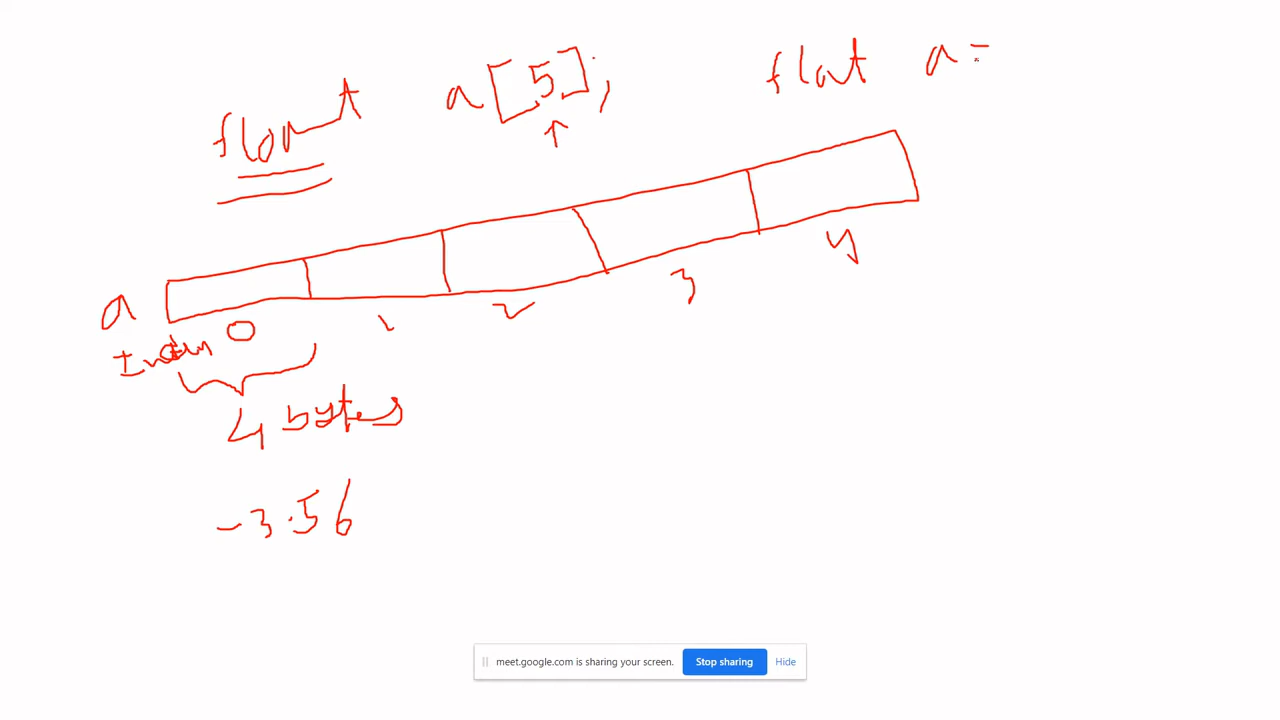 float a[5]; float a=
a
0 1 2 3 4
Index
4 bytes
-3.56
meet.google.com is sharing your screen. Stop sharing Hide